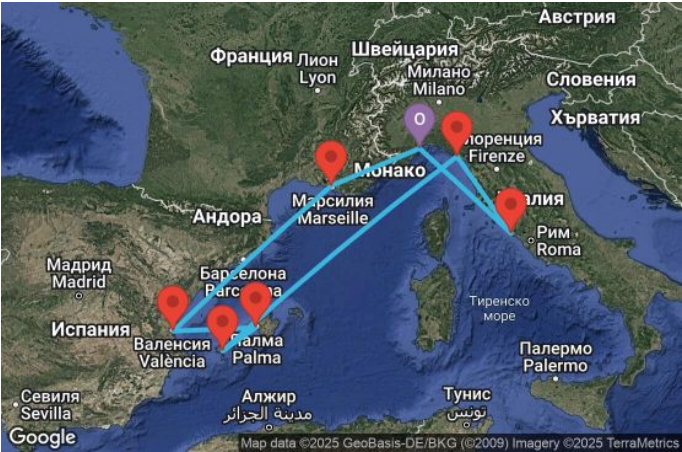 Австрия
Франция
Лион
Lyon
Швейцария
Милано
Milano
Словения
Хърватия
O
лоренция
Firenze
Монако
Марсилия
Marseille
алия
Андора
Рим
Roma
Мадрид
Madrid
Барселона
Barcelona
Тиренско
море
Испания
Валенсия
València
Палма
Palma
Палермо
Palermo
Севиля
Sevilla
Алжир
مدينة الجزائر
Тунис
تونس
Google
Map data ©2025 GeoBasis-DE/BKG (©2009) Imagery ©2025 TerraMetrics